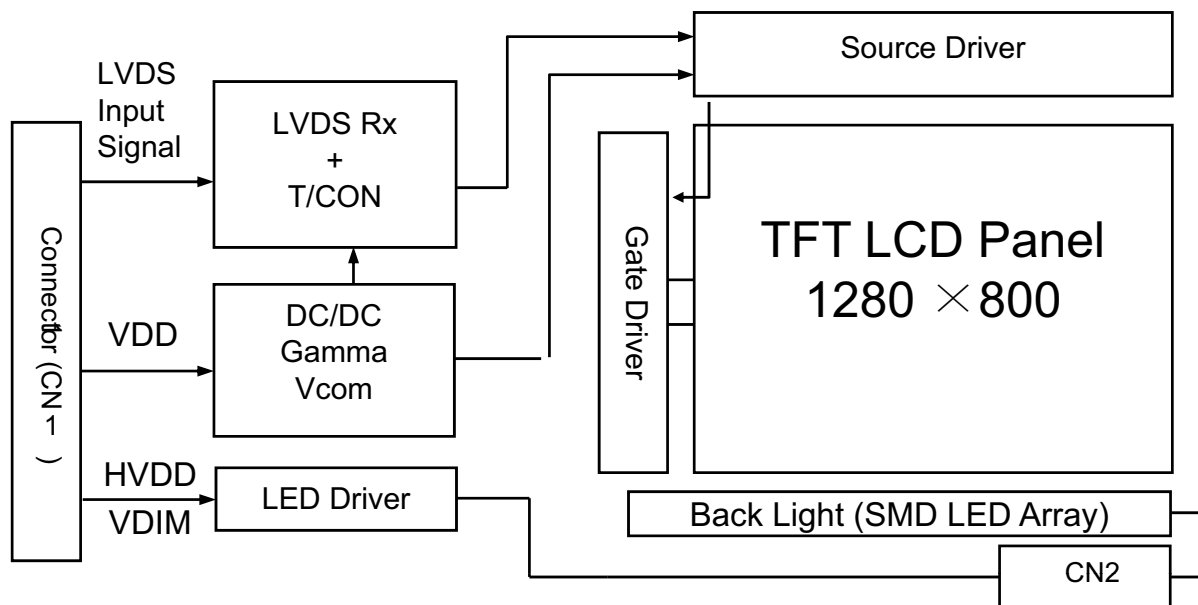 LVDS
Input
Signal
Connector (CN1)
VDD
HVDD
VDIM
LVDS Rx
+
T/CON
DC/DC
Gamma
Vcom
LED Driver
Source Driver
Gate Driver
TFT LCD Panel
1280 ×800
Back Light (SMD LED Array)
CN2